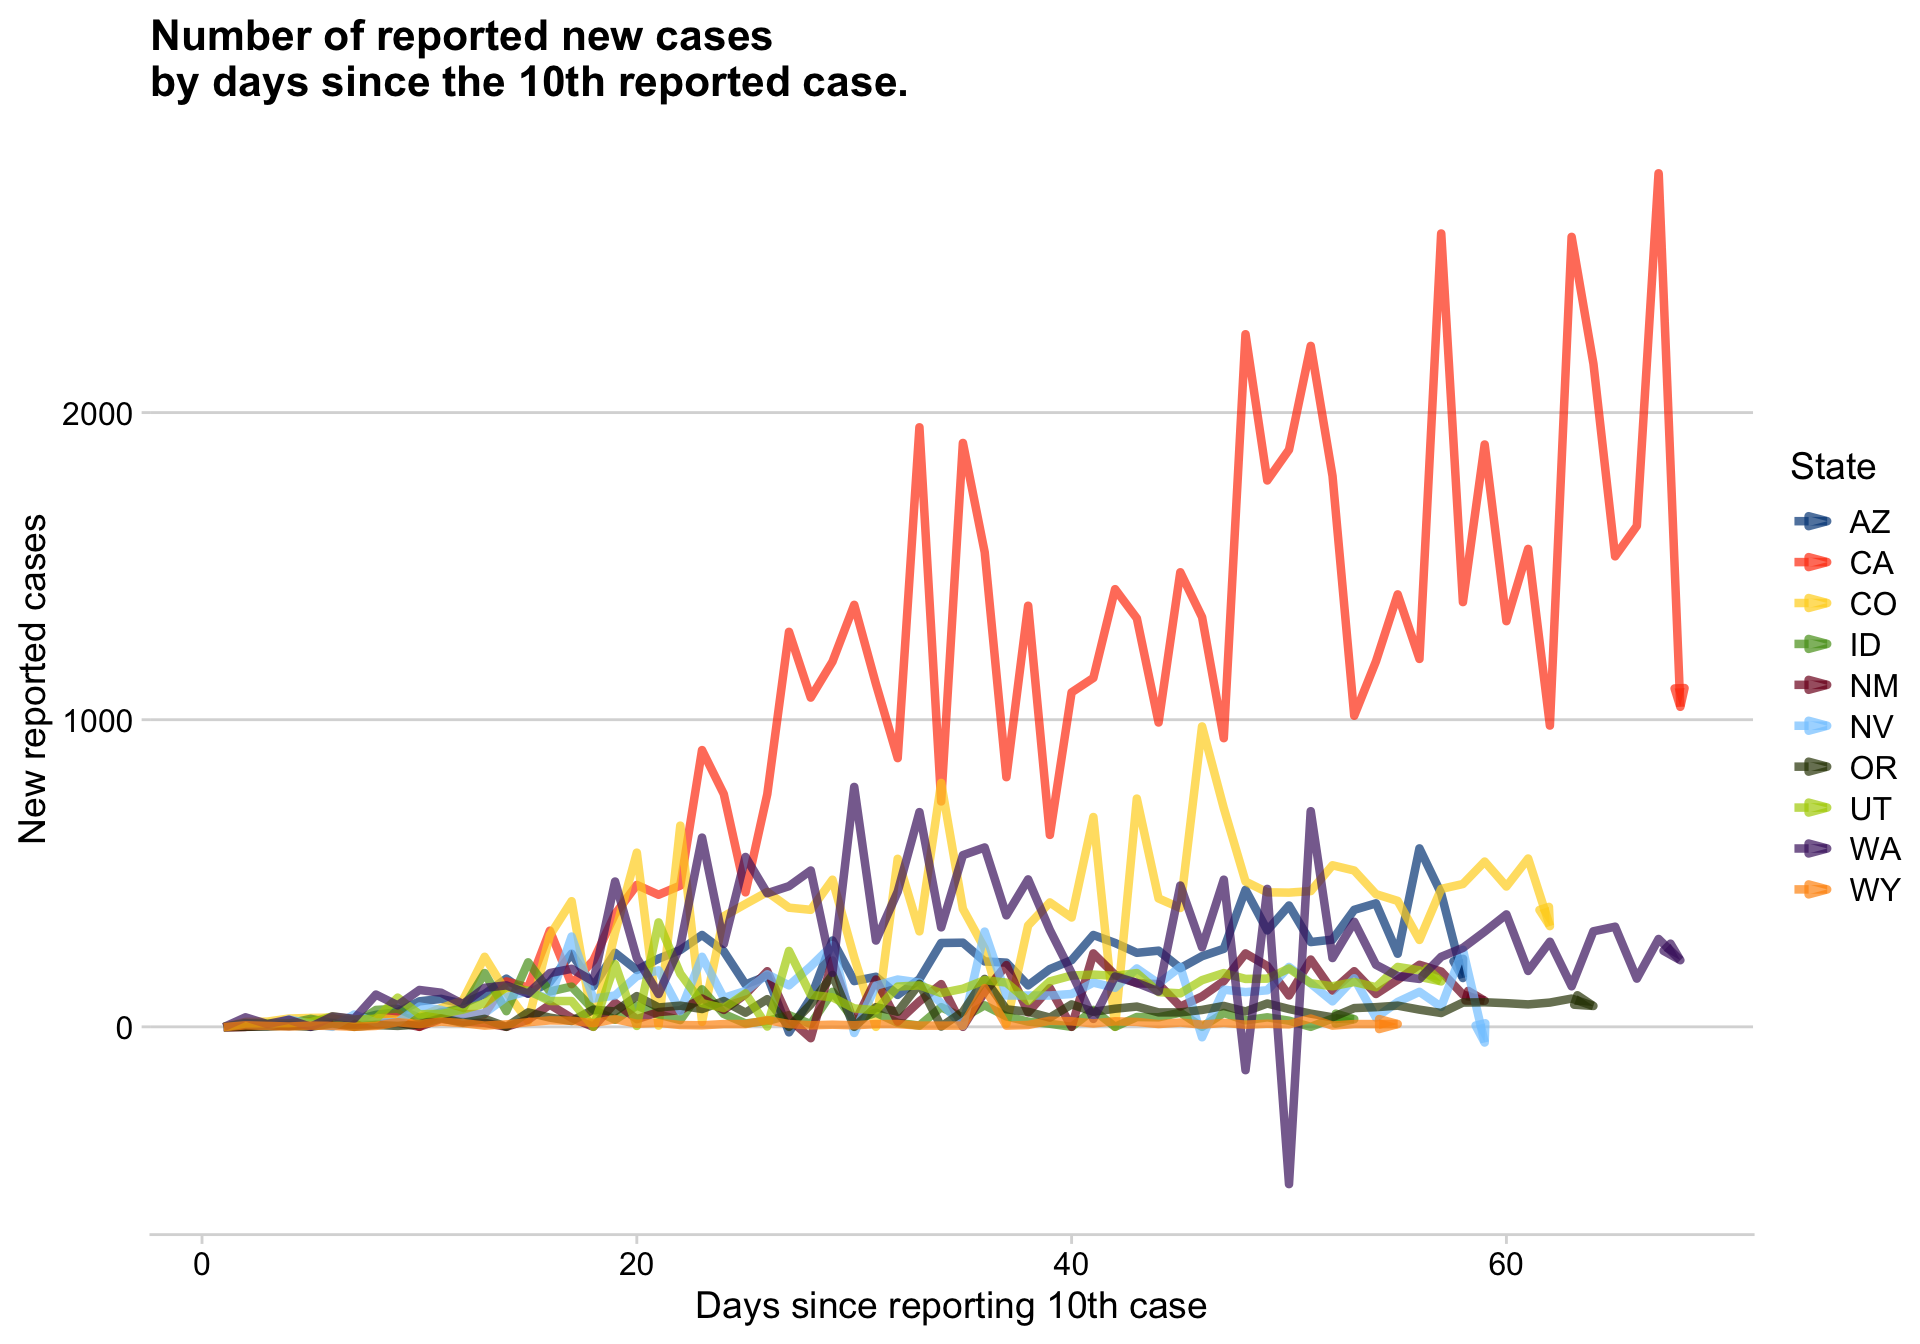 Number of reported new cases
by days since the 10th reported case.
2000
1000
0
New reported cases
0
20
40
60
Days since reporting 10th case
State
AZ
CA
CO
ID
NM
NV
OR
UT
WA
WY